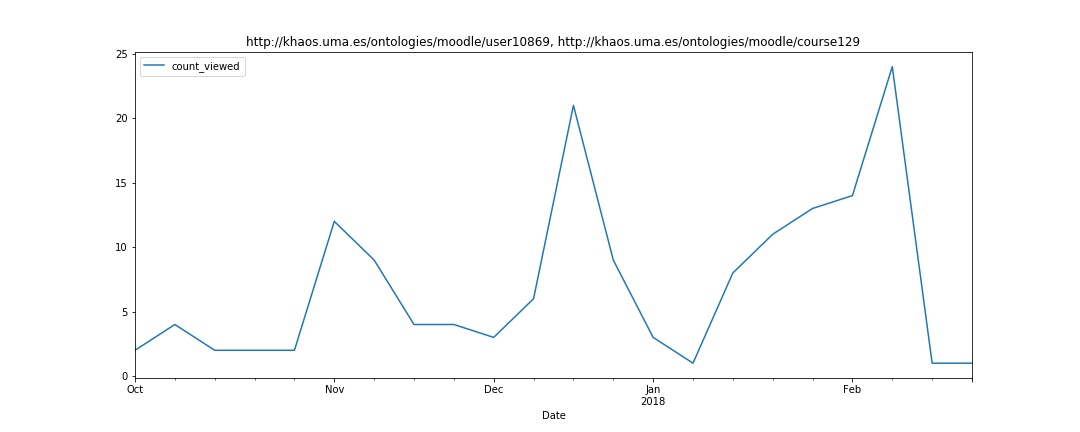 http://khaos.uma.es/ontologies/moodle/user10869, http://khaos.uma.es/ontologies/moodle/course129
count_viewed
25
20
15
10
5
0
Oct Nov Dec Jan Feb
2018
Date